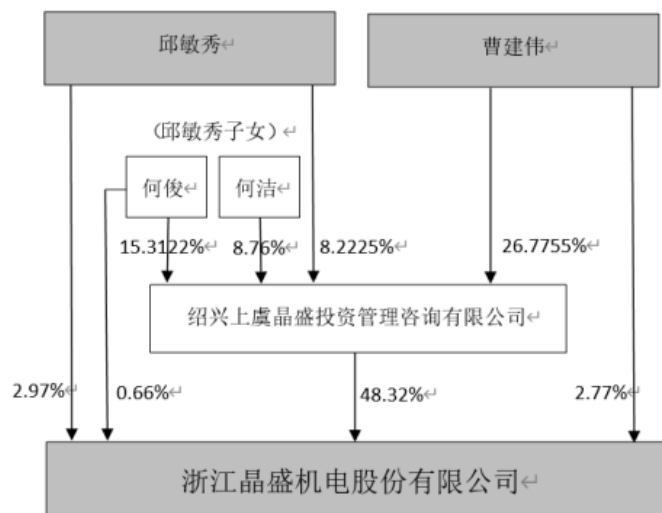 邱敏秀↵
曹建伟↵
（邱敏秀子女）↵
何俊↵
何洁↵
15.3122%↵
8.76%↵
8.2225%↵
26.7755%↵
绍兴上虞晶盛投资管理咨询有限公司↵
2.97%↵
0.66%↵
48.32%↵
2.77%↵
浙江晶盛机电股份有限公司↵